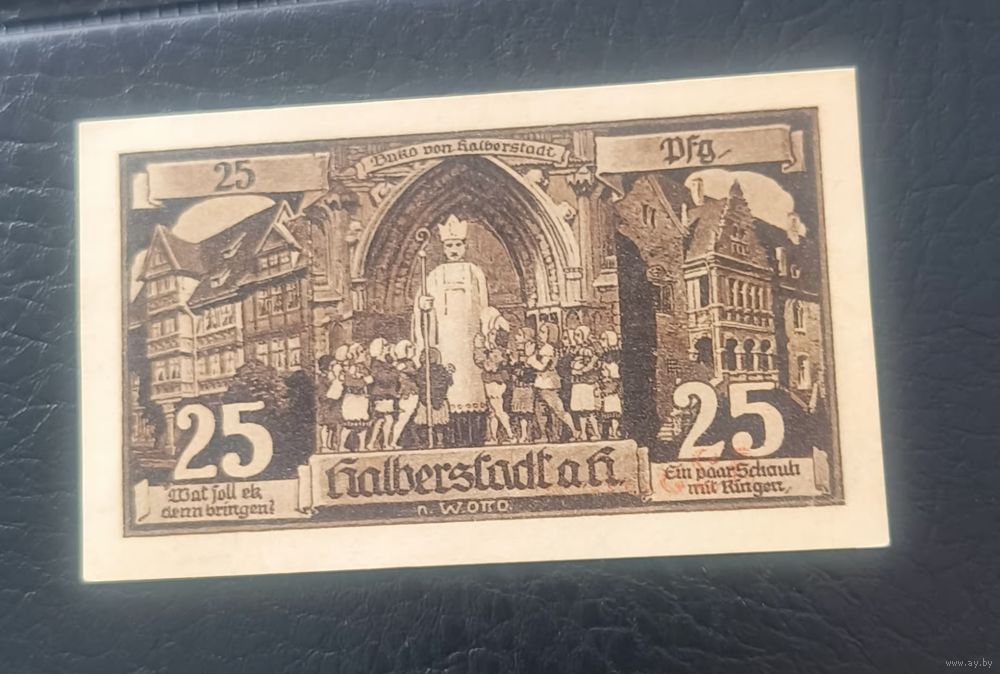 25
Buko von Halberstadt
Pfg.
25
25
Wat soll ek
denn bringen?
Halberstadt a H.
n. W. OTTO.
Ein paar Schauh
mit Ringen,
www.ay.by